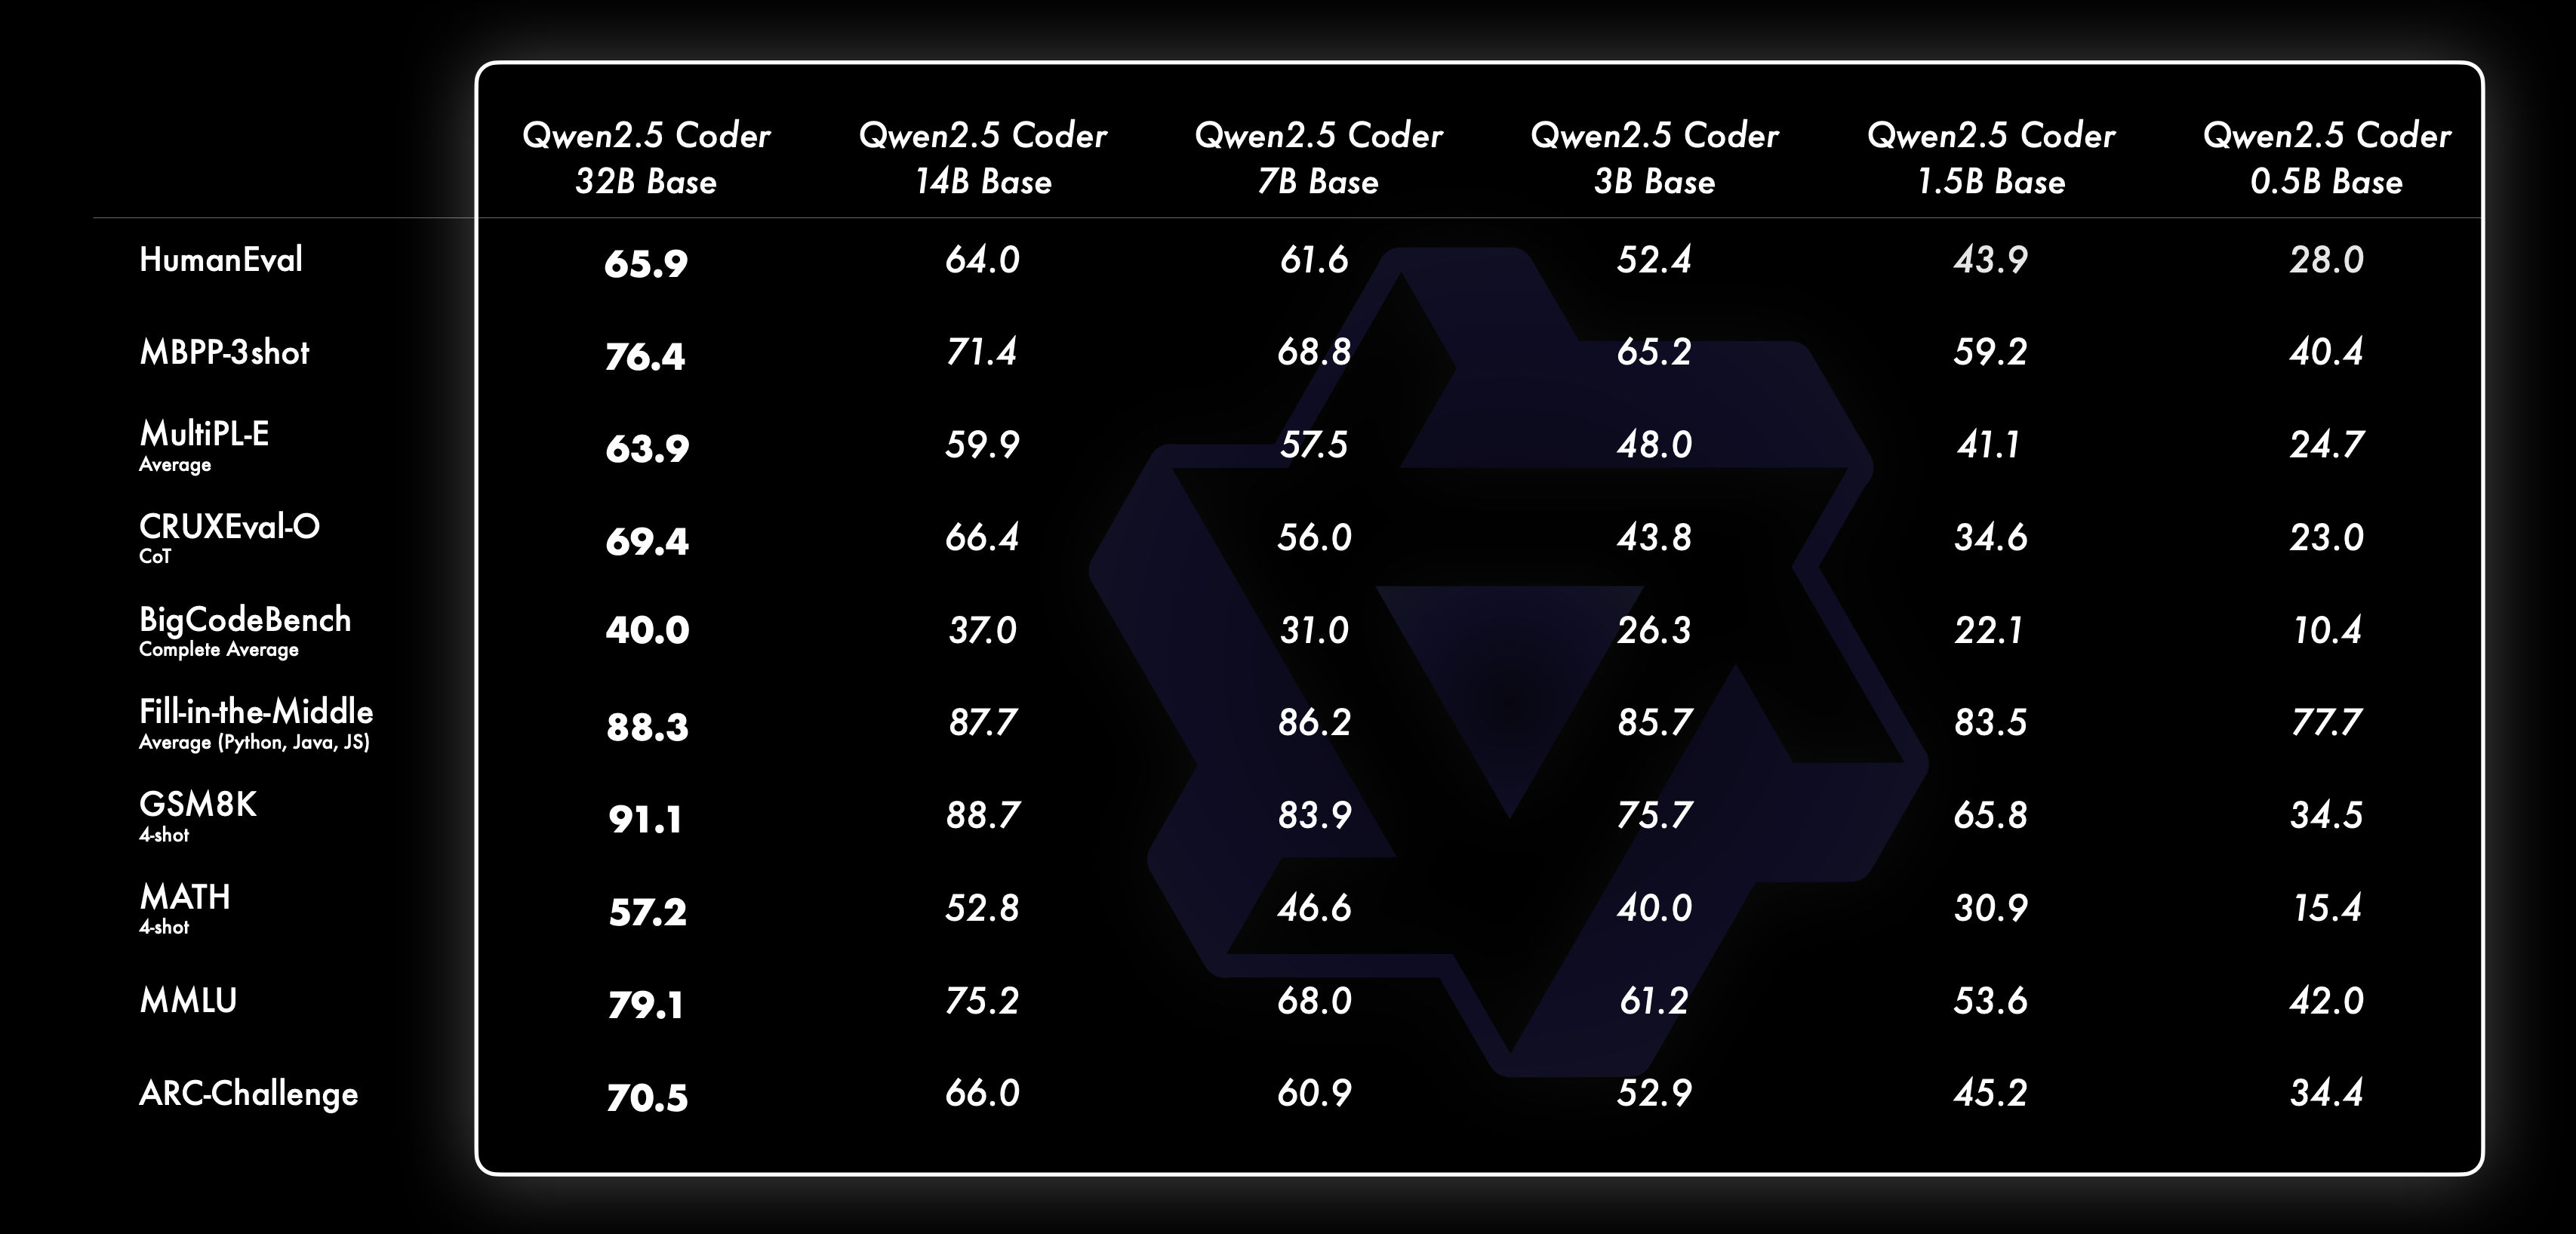 Qwen2.5 Coder 32B Base Qwen2.5 Coder 14B Base Qwen2.5 Coder 7B Base Qwen2.5 Coder 3B Base Qwen2.5 Coder 1.5B Base Qwen2.5 Coder 0.5B Base
HumanEval 65.9 64.0 61.6 52.4 43.9 28.0
MBPP-3shot 76.4 71.4 68.8 65.2 59.2 40.4
MultiPL-E 63.9 59.9 57.5 48.0 41.1 24.7
Average
CRUXEval-O 69.4 66.4 56.0 43.8 34.6 23.0
CoT
BigCodeBench 40.0 37.0 31.0 26.3 22.1 10.4
Complete Average
Fill-in-the-Middle 88.3 87.7 86.2 85.7 83.5 77.7
Average (Python, Java, JS)
GSM8K 91.1 88.7 83.9 75.7 65.8 34.5
4-shot
MATH 57.2 52.8 46.6 40.0 30.9 15.4
4-shot
MMLU 79.1 75.2 68.0 61.2 53.6 42.0
ARC-Challenge 70.5 66.0 60.9 52.9 45.2 34.4